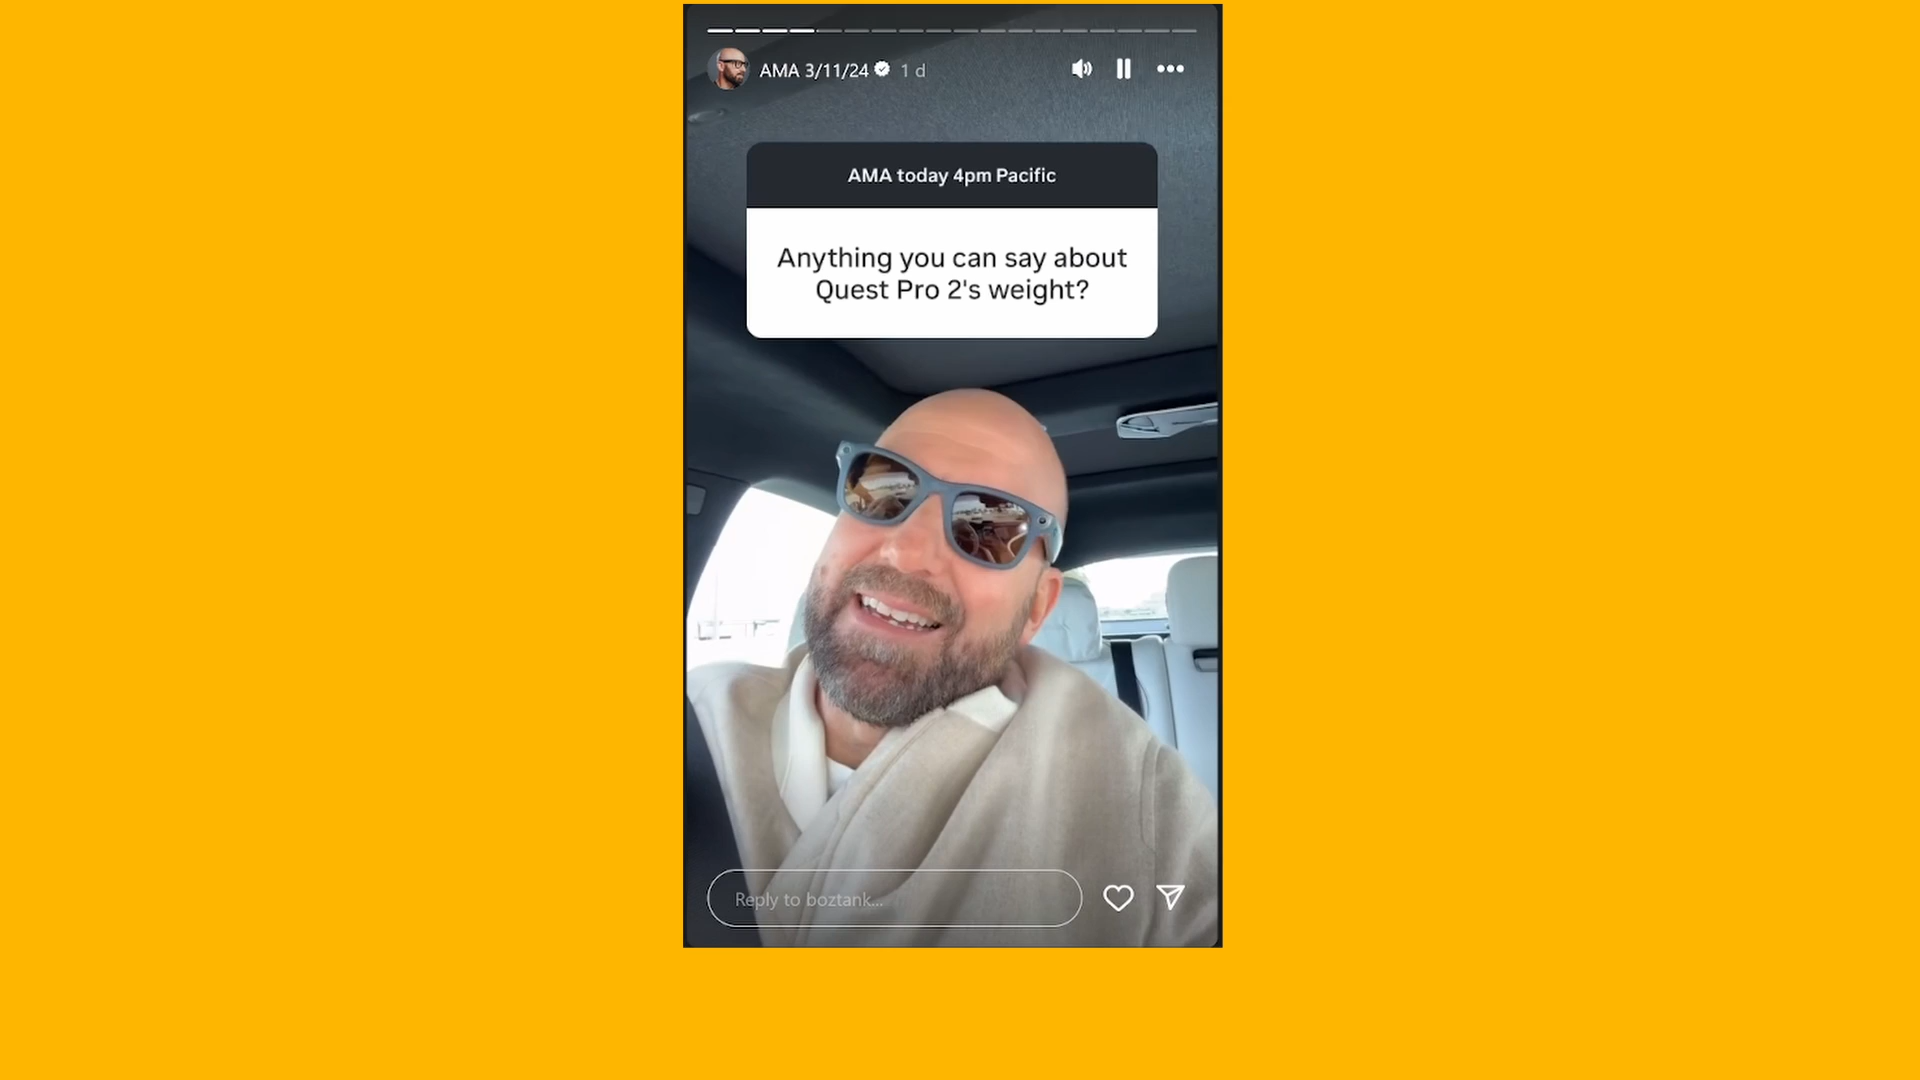 AMA 3/11/24 1 d
AMA today 4pm Pacific
Anything you can say about
Quest Pro 2's weight?
Reply to boztank...